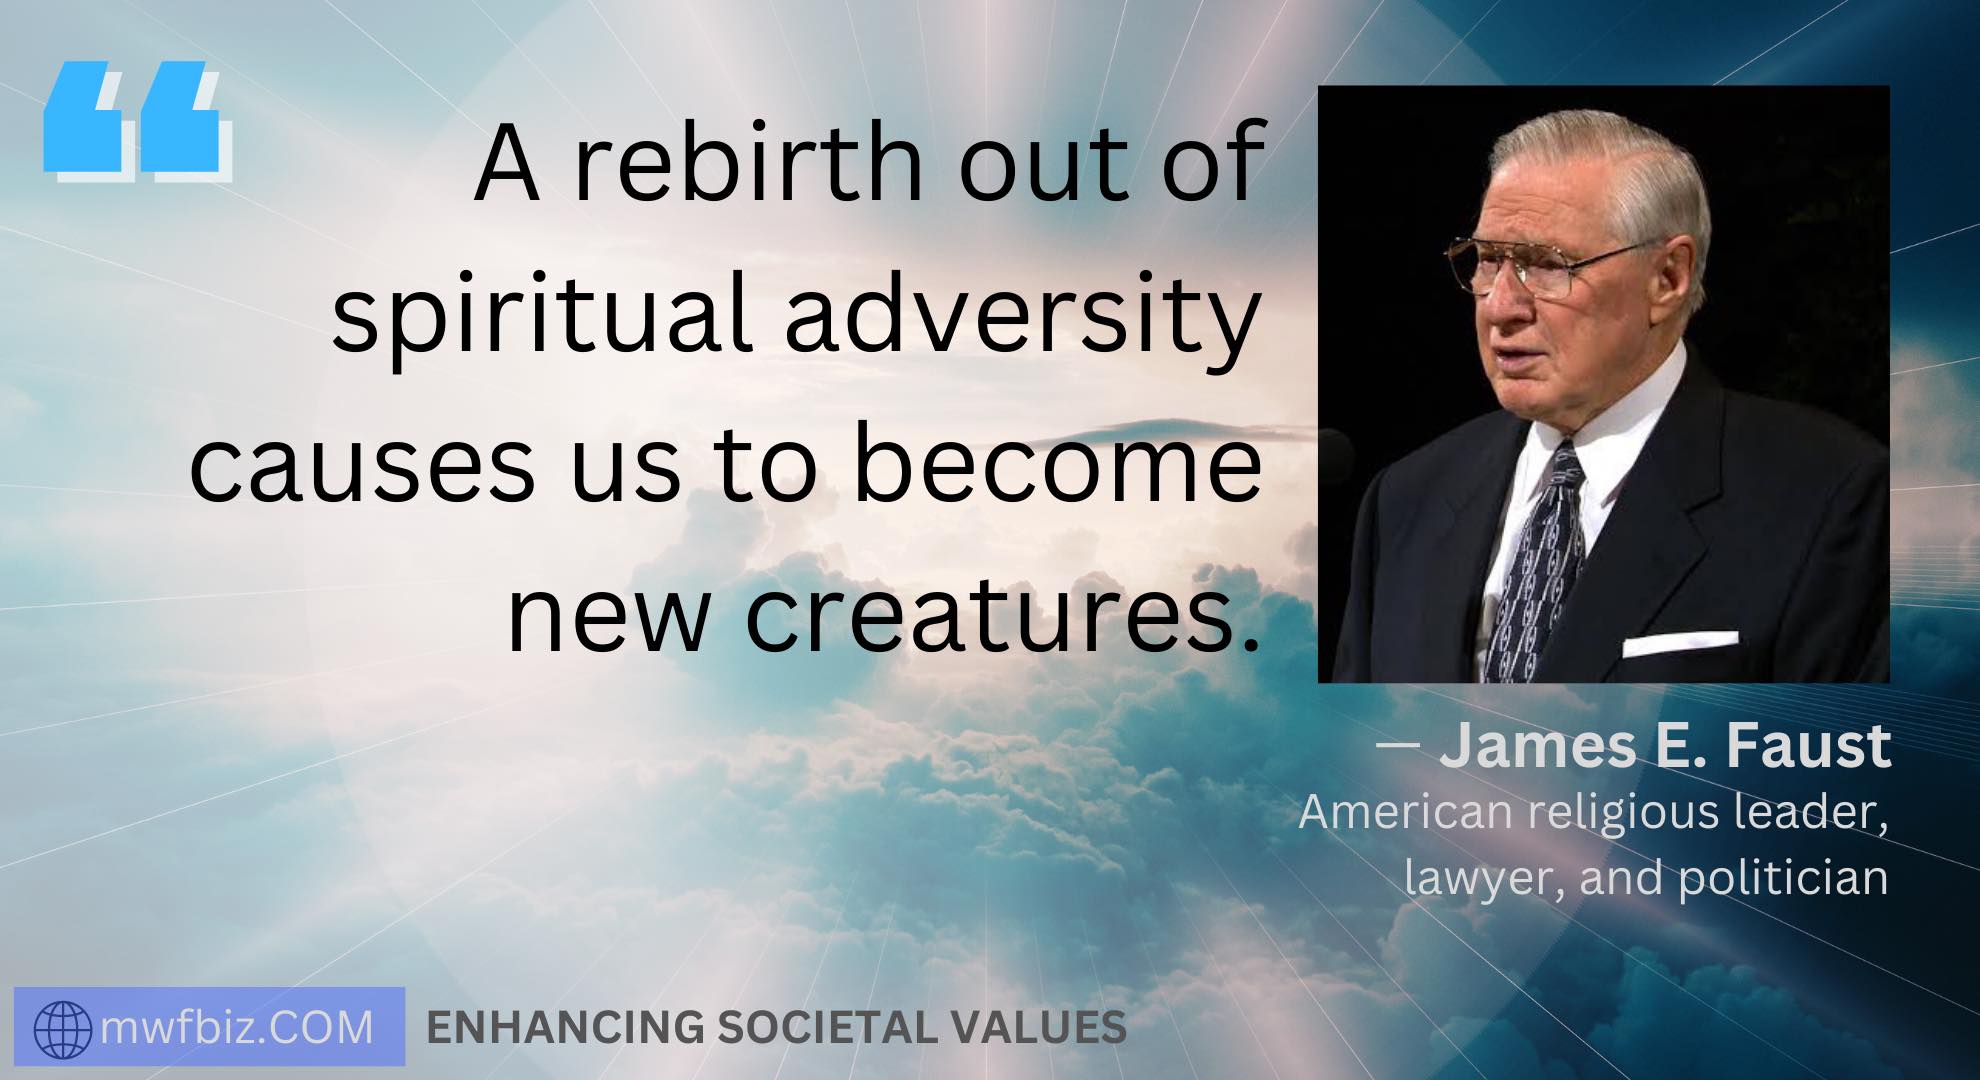 A rebirth out of
spiritual adversity
causes us to become
new creatures.
— James E. Faust
American religious leader,
lawyer, and politician
mwfbiz.COM
ENHANCING SOCIETAL VALUES